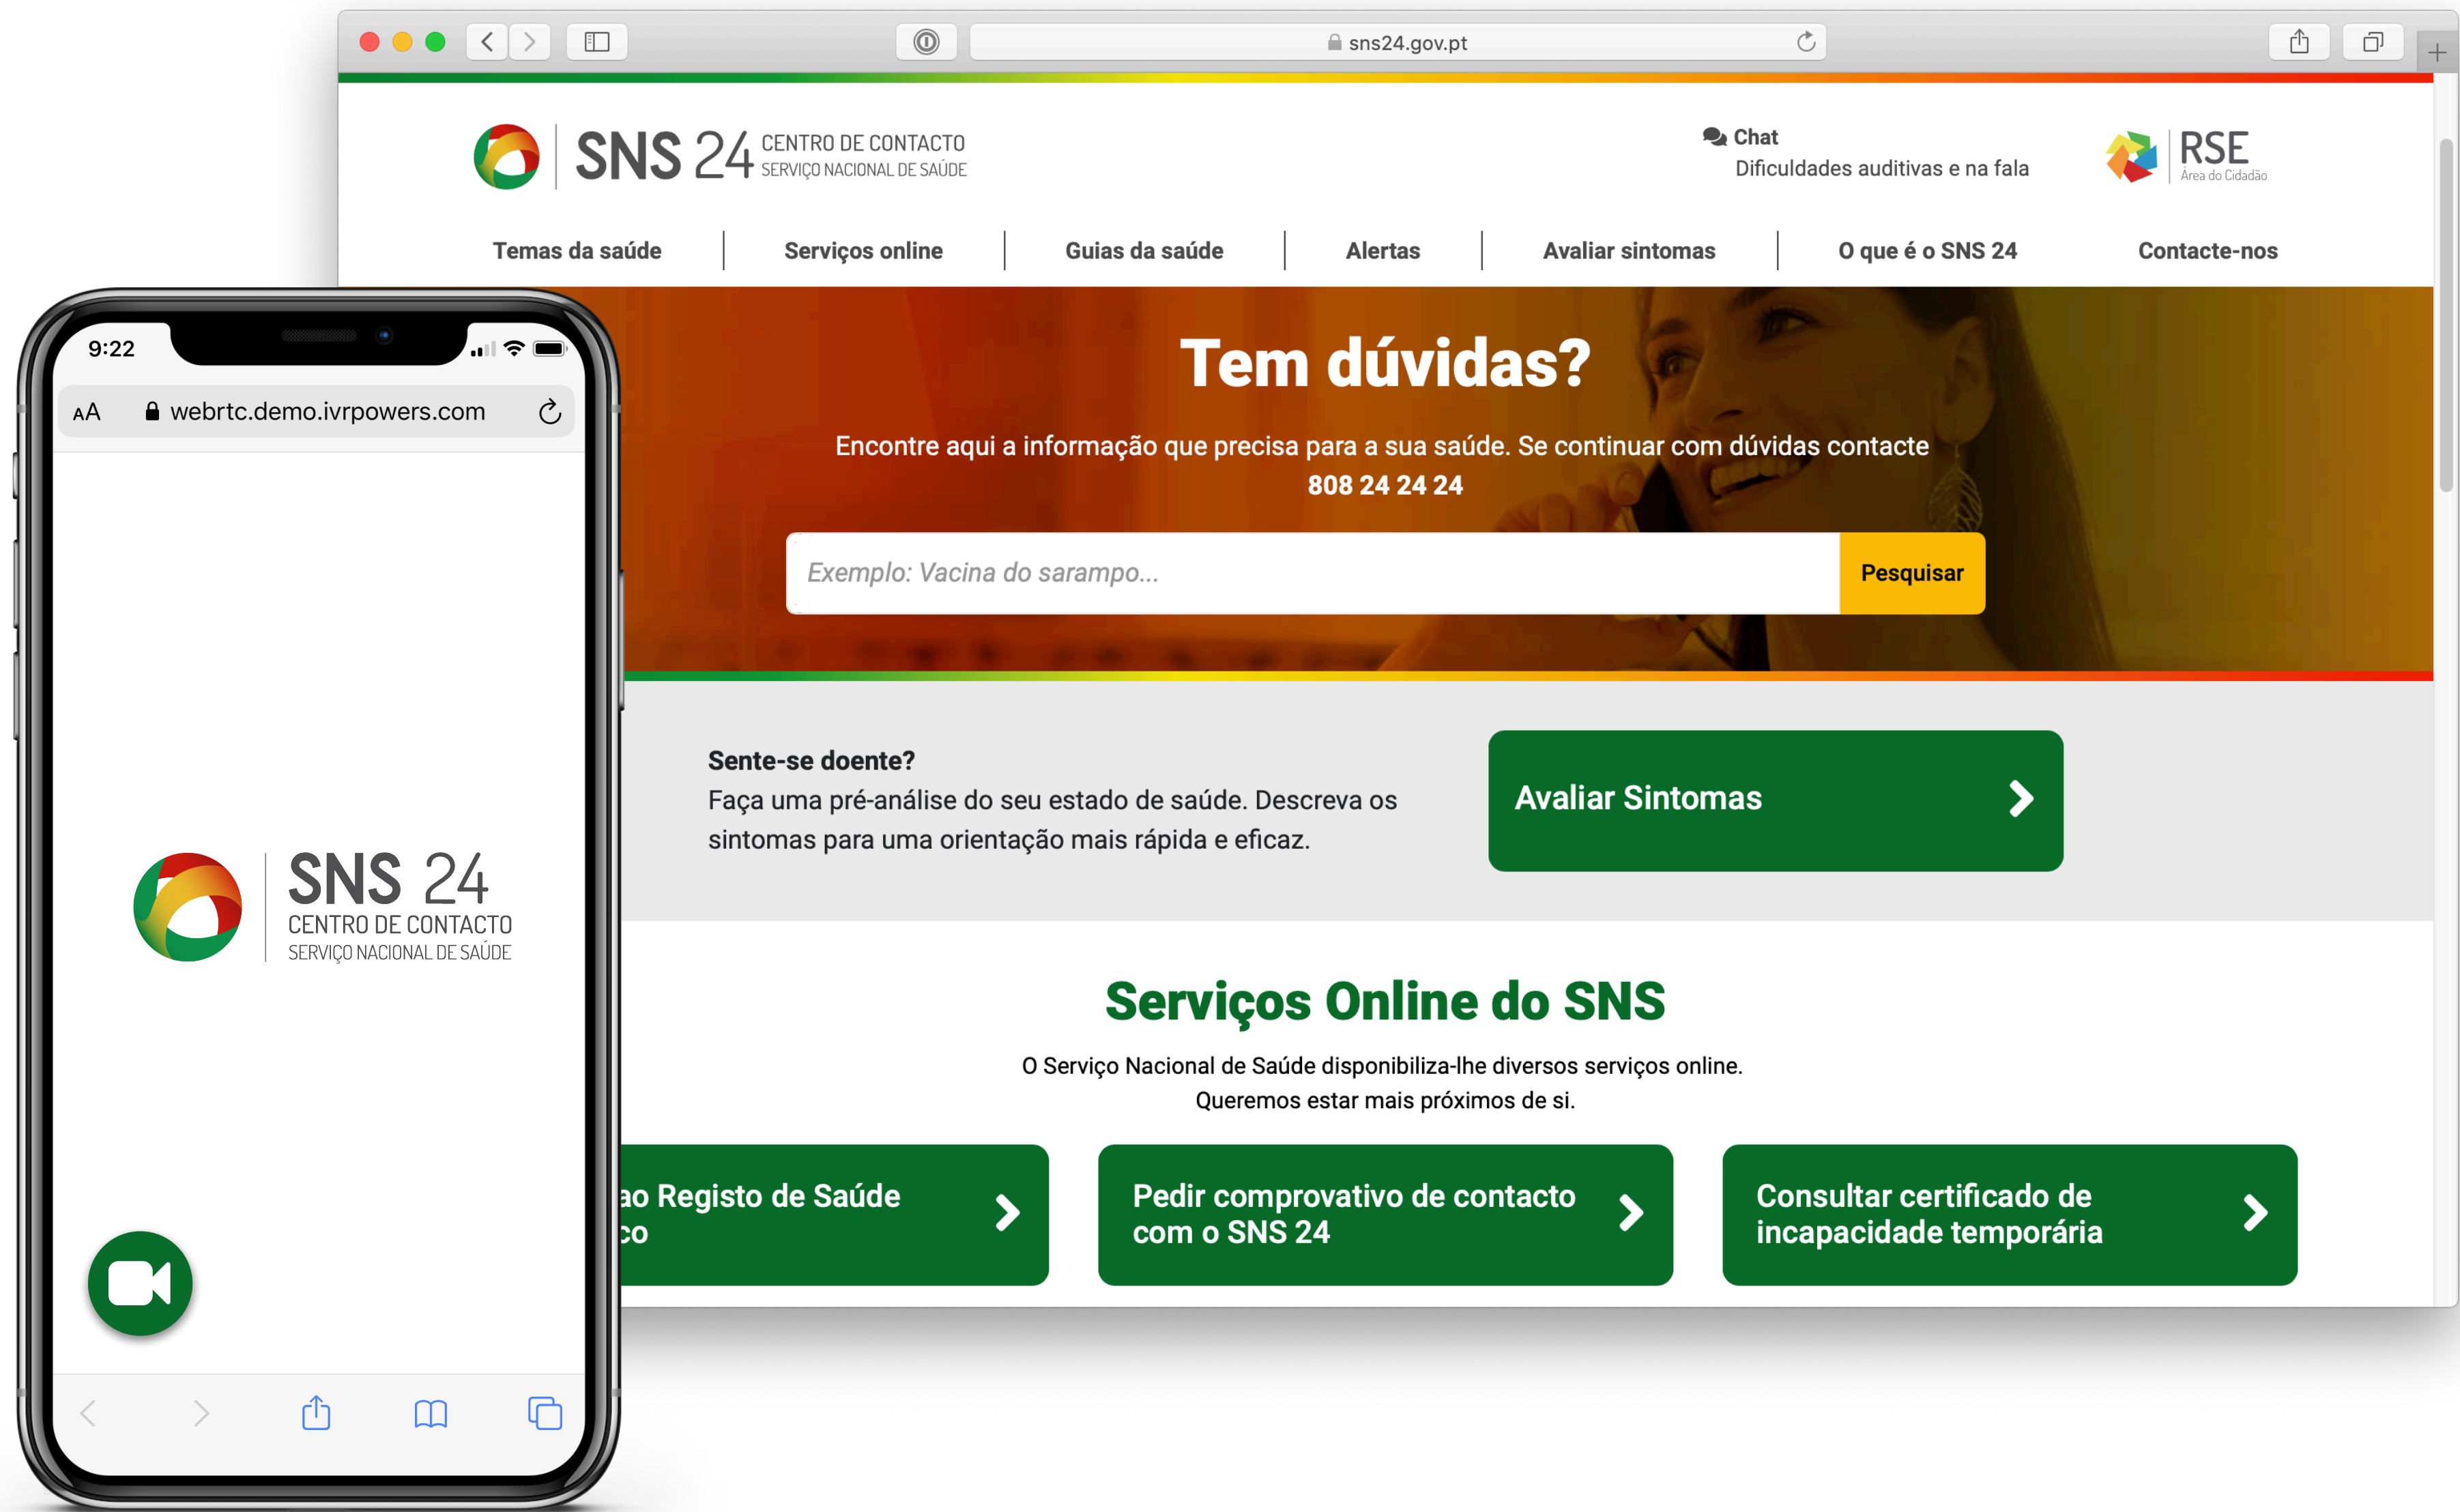 sns24.gov.pt
SNS 24 CENTRO DE CONTACTO
SERVIÇO NACIONAL DE SAÚDE
Chat
Dificuldades auditivas e na fala
RSE
Área do Cidadão
Temas da saúde
Serviços online
Guias da saúde
Alertas
Avaliar sintomas
O que é o SNS 24
Contacte-nos
Tem dúvidas?
Encontre aqui a informação que precisa para a sua saúde. Se continuar com dúvidas contacte
808 24 24 24
Exemplo: Vacina do sarampo...
Pesquisar
Sente-se doente?
Faça uma pré-análise do seu estado de saúde. Descreva os
sintomas para uma orientação mais rápida e eficaz.
Avaliar Sintomas
Serviços Online do SNS
O Serviço Nacional de Saúde disponibiliza-lhe diversos serviços online.
Queremos estar mais próximos de si.
ao Registo de Saúde
co
Pedir comprovativo de contacto
com o SNS 24
Consultar certificado de
incapacidade temporária
9:22
AA webrtc.demo.ivrpowers.com
SNS 24
CENTRO DE CONTACTO
SERVIÇO NACIONAL DE SAÚDE